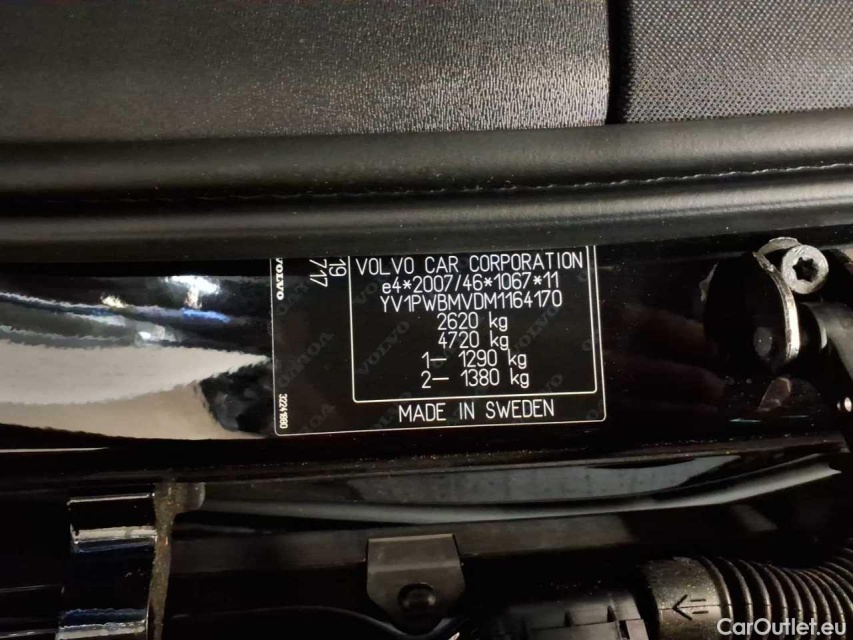 VOLVO CAR CORPORATION
e4*2007/46*1067*11
YV1PWBMVDM1164170
2620 kg
4720 kg
1— 1290 kg
2— 1380 kg
MADE IN SWEDEN
19
717
VOLVO
CarOutlet.eu